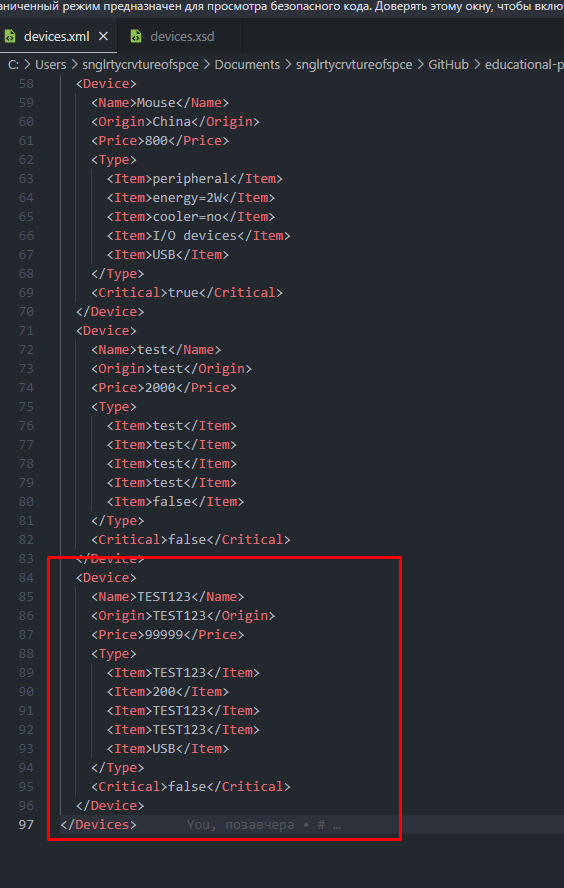 аниченный режим предназначен для просмотра безопасного кода. Доверять этому окну, чтобы включ
devices.xml devices.xsd
C: > Users > snglrtycrvtureofspce > Documents > snglrtycrvtureofspce > GitHub > educational-p
58 <Device>
59 <Name>Mouse</Name>
60 <Origin>China</Origin>
61 <Price>800</Price>
62 <Type>
63 <Item>peripheral</Item>
64 <Item>energy=2W</Item>
65 <Item>cooler=no</Item>
66 <Item>I/O devices</Item>
67 <Item>USB</Item>
68 </Type>
69 <Critical>true</Critical>
70 </Device>
71 <Device>
72 <Name>test</Name>
73 <Origin>test</Origin>
74 <Price>2000</Price>
75 <Type>
76 <Item>test</Item>
77 <Item>test</Item>
78 <Item>test</Item>
79 <Item>test</Item>
80 <Item>false</Item>
81 </Type>
82 <Critical>false</Critical>
83 </Device>
84 <Device>
85 <Name>TEST123</Name>
86 <Origin>TEST123</Origin>
87 <Price>99999</Price>
88 <Type>
89 <Item>TEST123</Item>
90 <Item>200</Item>
91 <Item>TEST123</Item>
92 <Item>TEST123</Item>
93 <Item>USB</Item>
94 </Type>
95 <Critical>false</Critical>
96 </Device>
97 </Devices> You, позавчера • # …